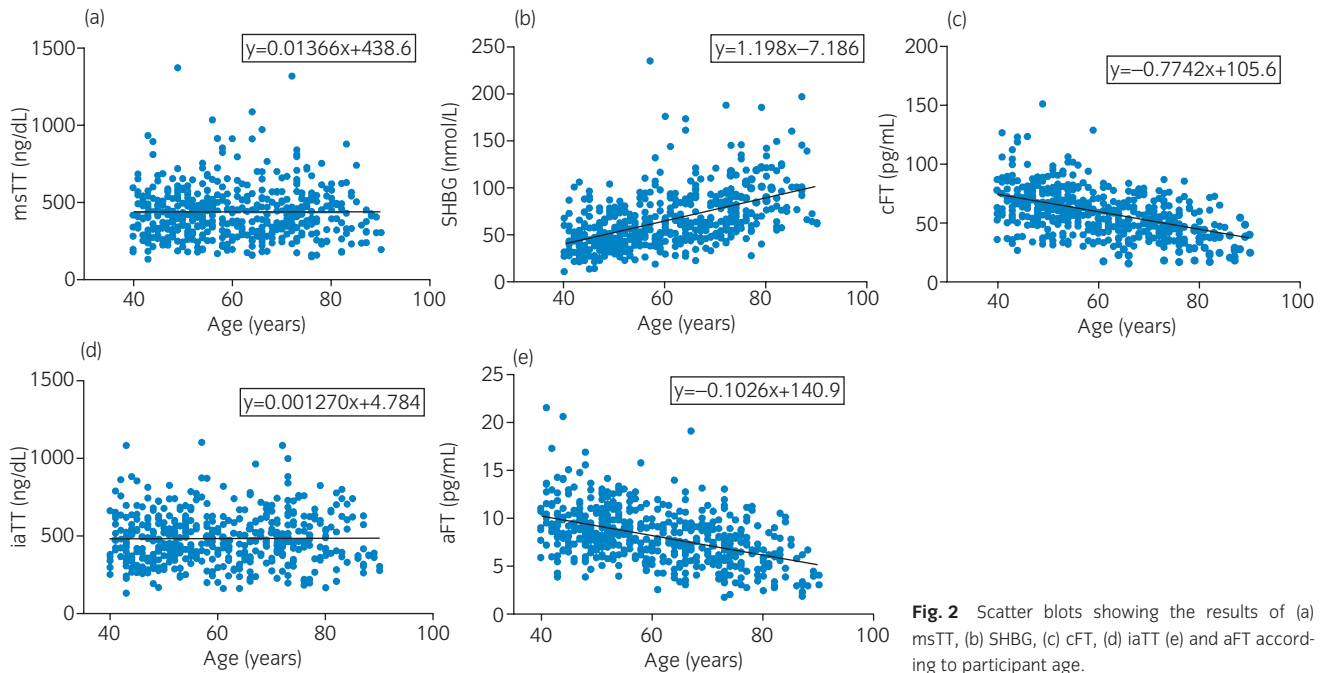 (a)
y=0.01366x+438.6
msTT (ng/dL)
1500
1000
500
0
40
60
80
100
Age (years)
(b)
y=1.198x−7.186
SHBG (nmol/L)
250
200
150
100
50
0
40
60
80
100
Age (years)
(c)
y=−0.7742x+105.6
cFT (pg/mL)
200
150
100
50
0
40
60
80
100
Age (years)
(d)
y=0.001270x+4.784
iaTT (ng/dL)
1500
1000
500
0
40
60
80
100
Age (years)
(e)
y=−0.1026x+140.9
aFT (pg/mL)
25
20
15
10
5
0
40
60
80
100
Age (years)
Fig. 2 Scatter blots showing the results of (a)
msTT, (b) SHBG, (c) cFT, (d) iaTT (e) and aFT accord-
ing to participant age.